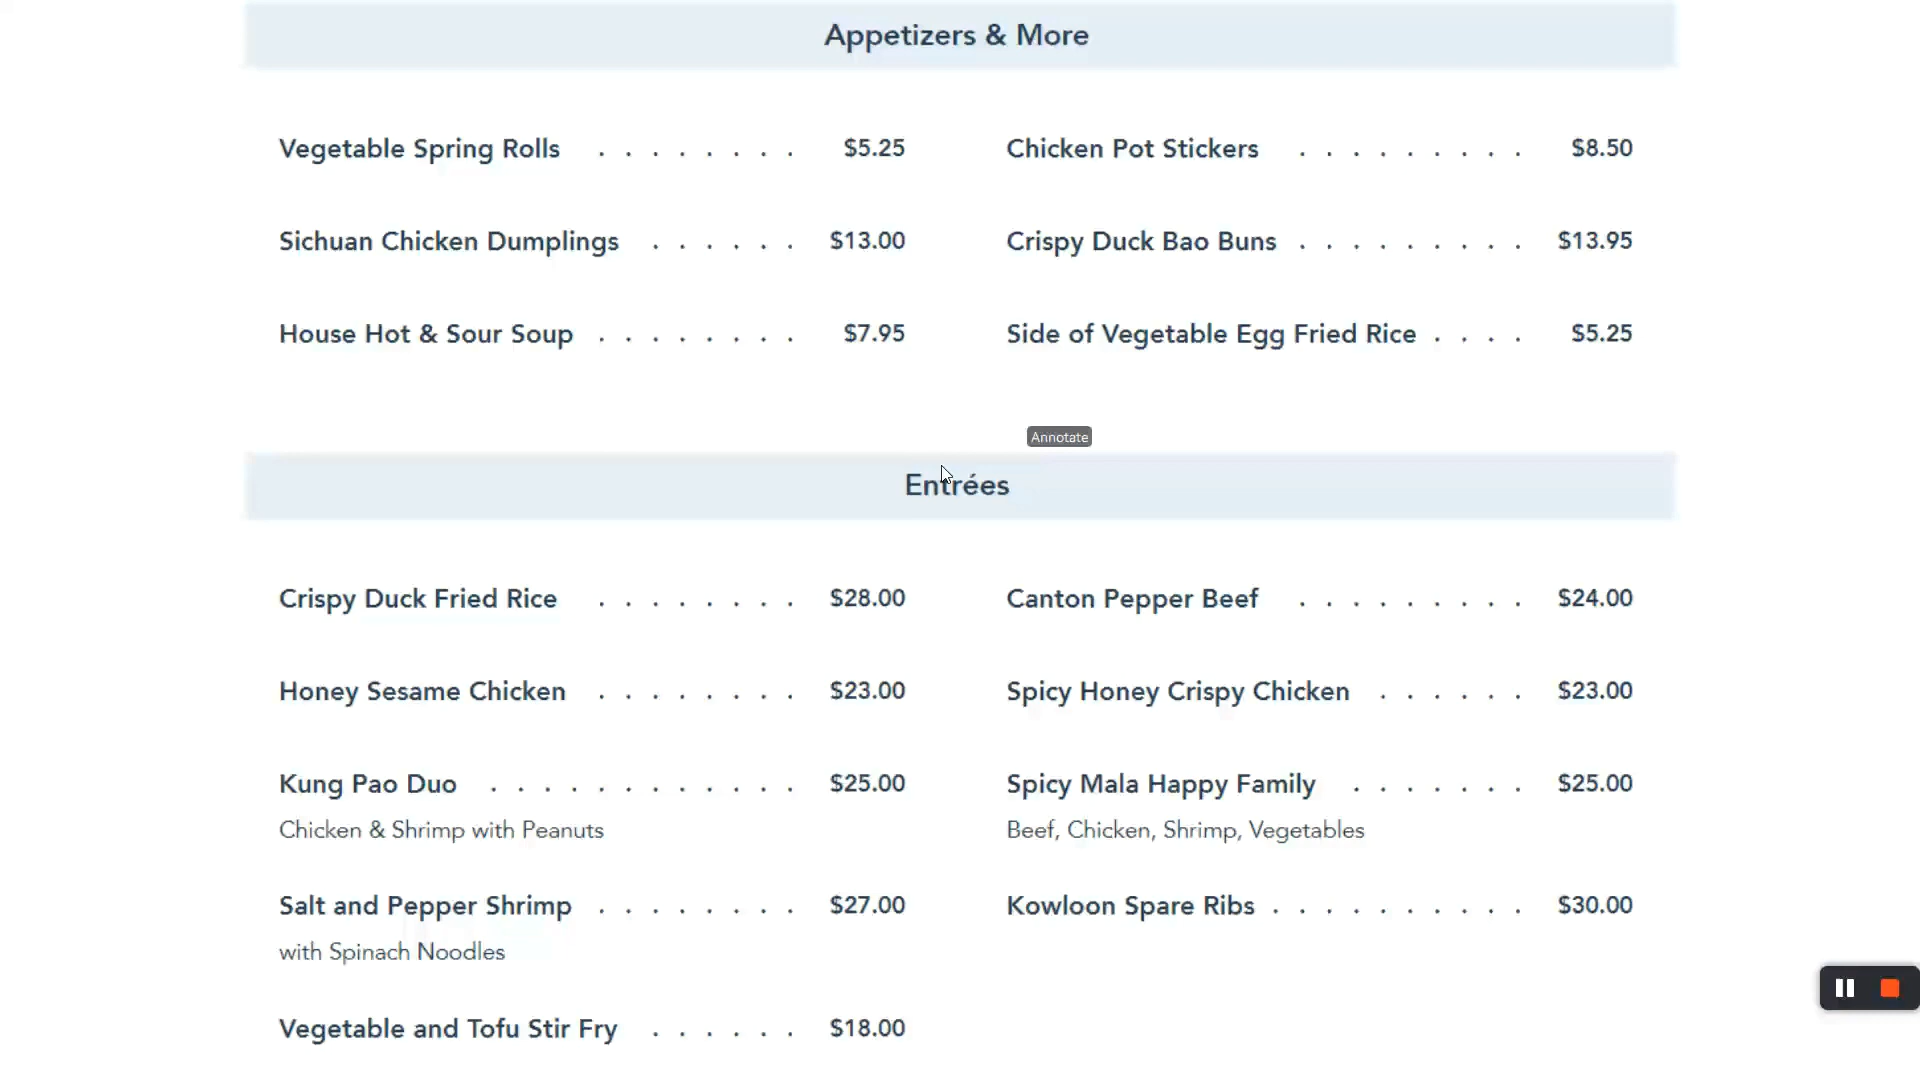 Appetizers & More
Vegetable Spring Rolls . . . . . . . . $5.25
Chicken Pot Stickers . . . . . . . . . $8.50
Sichuan Chicken Dumplings . . . . . . $13.00
Crispy Duck Bao Buns . . . . . . . . . $13.95
House Hot & Sour Soup . . . . . . . . $7.95
Side of Vegetable Egg Fried Rice . . . . $5.25
Annotate
Entrées
Crispy Duck Fried Rice . . . . . . . . $28.00
Canton Pepper Beef . . . . . . . . . $24.00
Honey Sesame Chicken . . . . . . . . $23.00
Spicy Honey Crispy Chicken . . . . . . $23.00
Kung Pao Duo . . . . . . . . . . . . $25.00
Chicken & Shrimp with Peanuts
Spicy Mala Happy Family . . . . . . . $25.00
Beef, Chicken, Shrimp, Vegetables
Salt and Pepper Shrimp . . . . . . . . $27.00
with Spinach Noodles
Kowloon Spare Ribs . . . . . . . . . . $30.00
Vegetable and Tofu Stir Fry . . . . . . $18.00